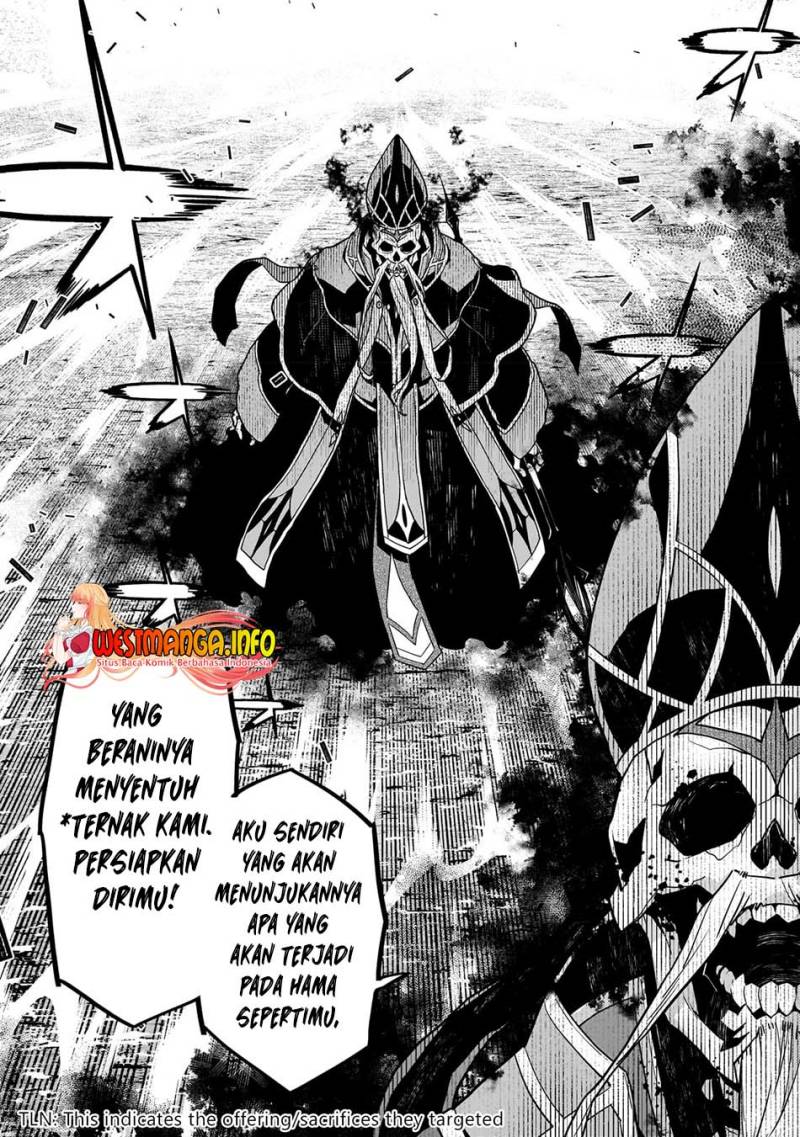 WESTMANGA.INFO
Situs Baca Komik Berbahasa Indonesia
YANG
BERANINYA
MENYENTUH
*TERNAK KAMI.
PERSIAPKAN
DIRIMU!
AKU SENDIRI
YANG AKAN
MENUNJUKANNYA
APA YANG
AKAN TERJADI
PADA HAMA
SEPERTIMU.
TLN: This indicates the offering/sacrifices they targeted